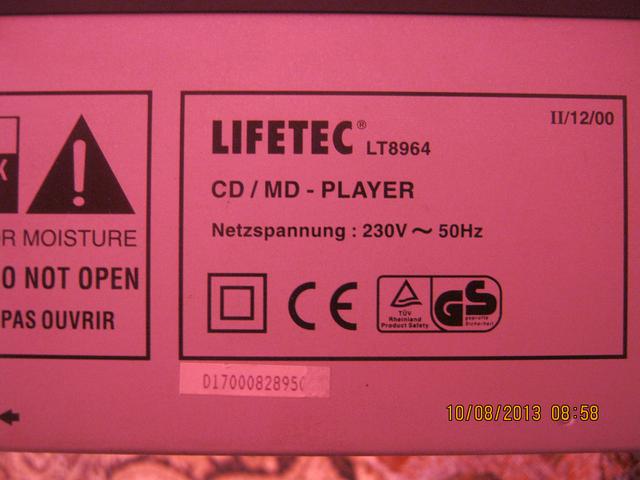 K
R MOISTURE
O NOT OPEN
PAS OUVRIR
LIFETEC® LT8964
II/12/00
CD / MD - PLAYER
Netzspannung : 230V ~ 50Hz
CE
TÜV
Rheinland
Product Safety
GS
geprüfte
Sicherheit
D1700082895
10/08/2013 08:58